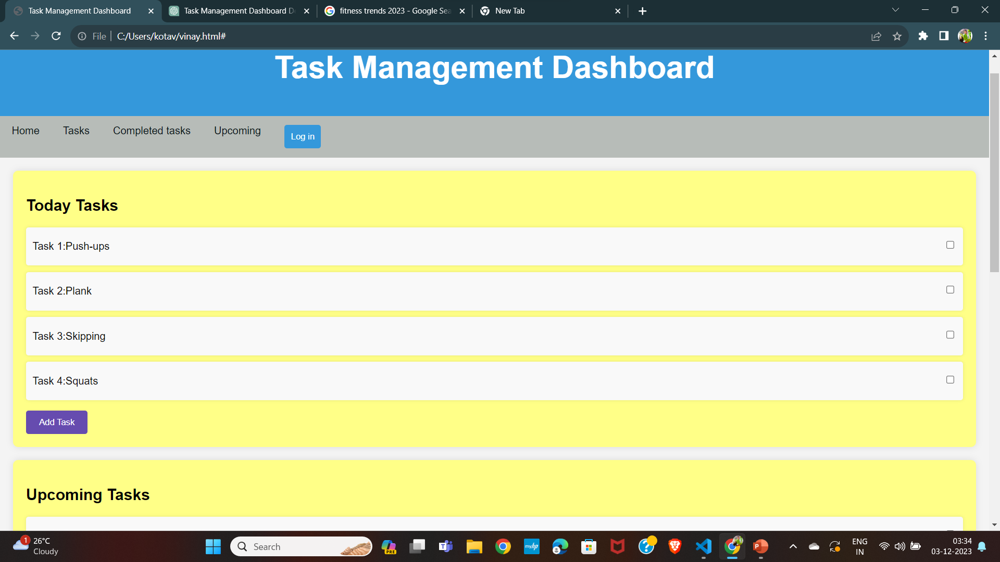 Task Management Dashboard
Task Management Dashboard D
fitness trends 2023 - Google Sea
New Tab
File
C:/Users/kotav/vinay.html#
Task Management Dashboard
Home
Tasks
Completed tasks
Upcoming
Log in
Today Tasks
Task 1:Push-ups
Task 2:Plank
Task 3:Skipping
Task 4:Squats
Add Task
Upcoming Tasks
1
26°C
Cloudy
Search
PRE
T
myhp
P
ENG
IN
03:34
03-12-2023